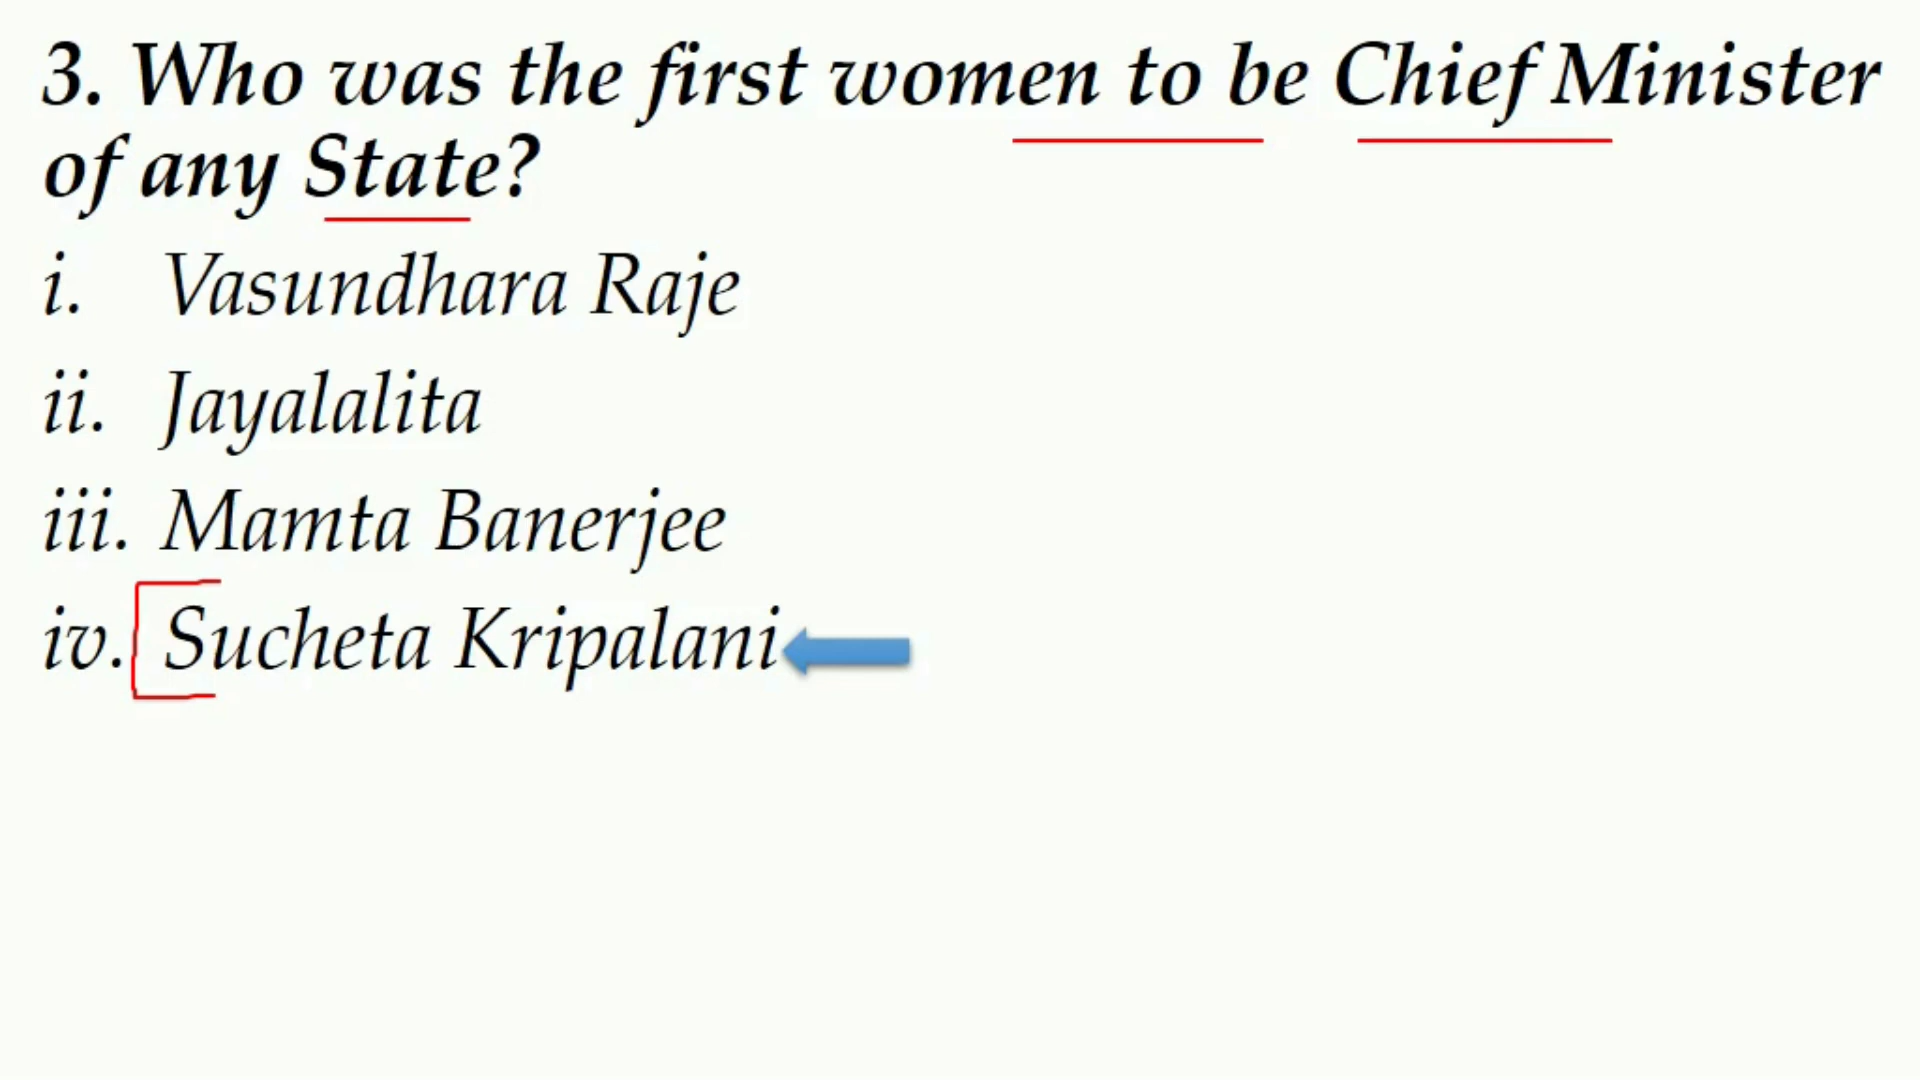 3. Who was the first women to be Chief Minister
of any State?
i. Vasundhara Raje
ii. Jayalalita
iii. Mamta Banerjee
iv. Sucheta Kripalani